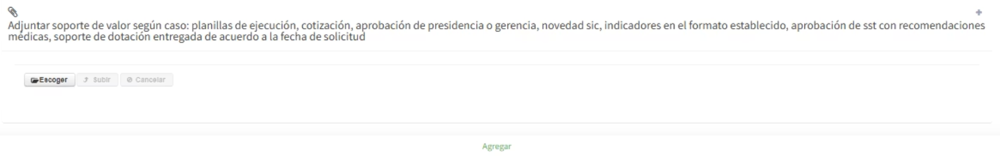 Adjuntar soporte de valor según caso: planillas de ejecución, cotización, aprobación de presidencia o gerencia, novedad sic, indicadores en el formato establecido, aprobación de sst con recomendaciones
médicas, soporte de dotación entregada de acuerdo a la fecha de solicitud
Escoger Subir Cancelar
Agregar